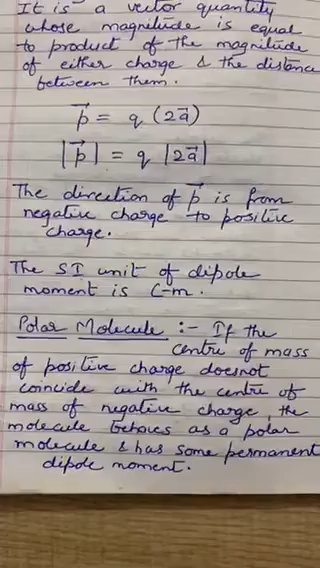 It is a vector quantity
whose magnitude is equal
to product of the magnitude
of either charge & the distance
between them.
p⃗ = q (2a⃗)
|p⃗| = q |2a⃗|
The direction of p⃗ is from
negative charge to positive
charge.
The SI unit of dipole
moment is C-m.
Polar Molecule :- If the
centre of mass
of positive charge doesnot
coincide with the centre of
mass of negative charge, the
molecule behaves as a polar
molecule & has some permanent
dipole moment.